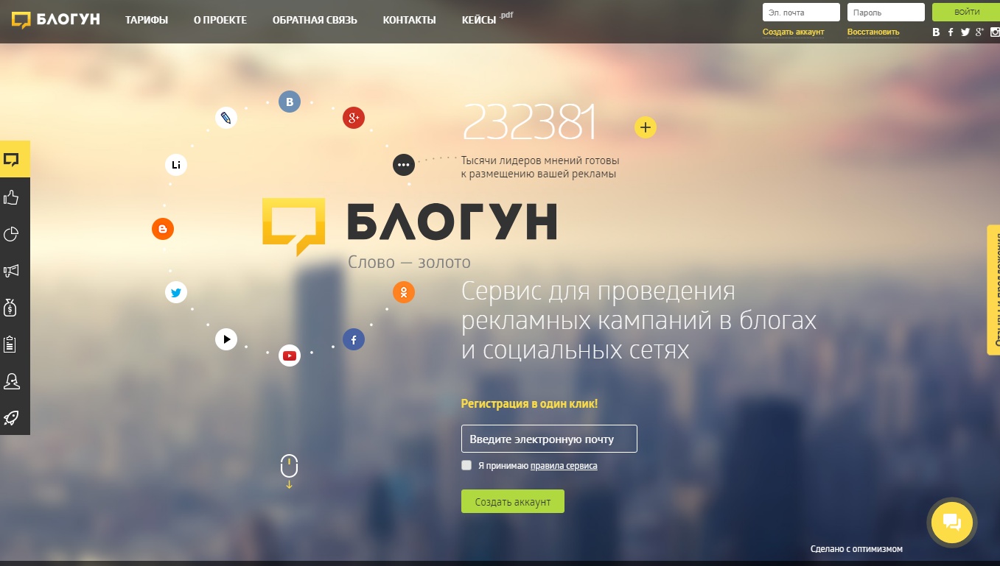 БЛОГУН
ТАРИФЫ
О ПРОЕКТЕ
ОБРАТНАЯ СВЯЗЬ
КОНТАКТЫ
КЕЙСЫ .pdf
Эл. почта
Пароль
ВОЙТИ
Создать аккаунт
Восстановить
В
g+
B
g+
Li
232381
Тысячи лидеров мнений готовы
к размещению вашей рекламы
БЛОГУН
Слово — золото
Сервис для проведения
рекламных кампаний в блогах
и социальных сетях
Регистрация в один клик!
Введите электронную почту
Я принимаю правила сервиса
Создать аккаунт
Отзывы и предложения
Сделано с оптимизмом